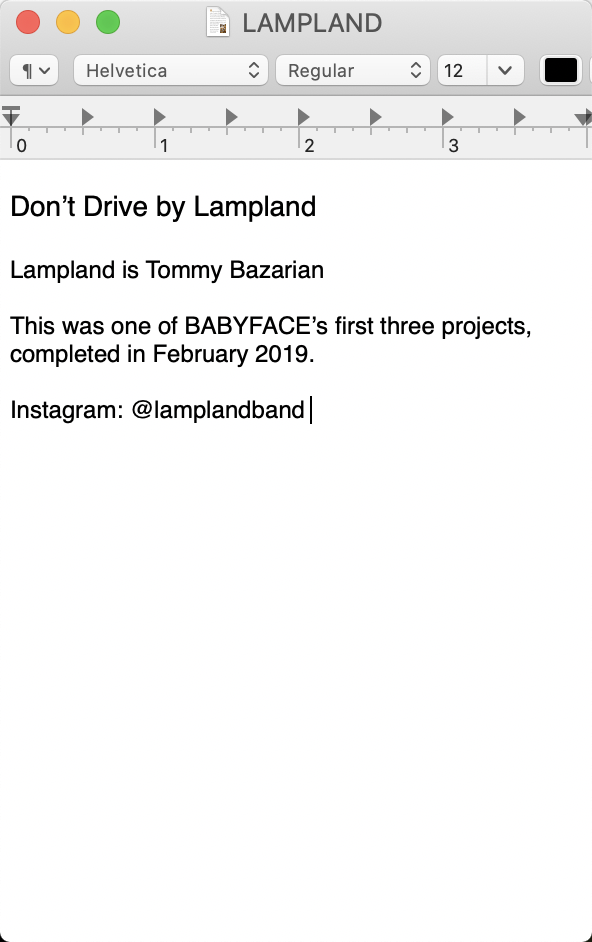 LAMPLAND
¶
Helvetica
Regular
12
0 1 2 3
Don’t Drive by Lampland
Lampland is Tommy Bazarian
This was one of BABYFACE’s first three projects,
completed in February 2019.
Instagram: @lamplandband